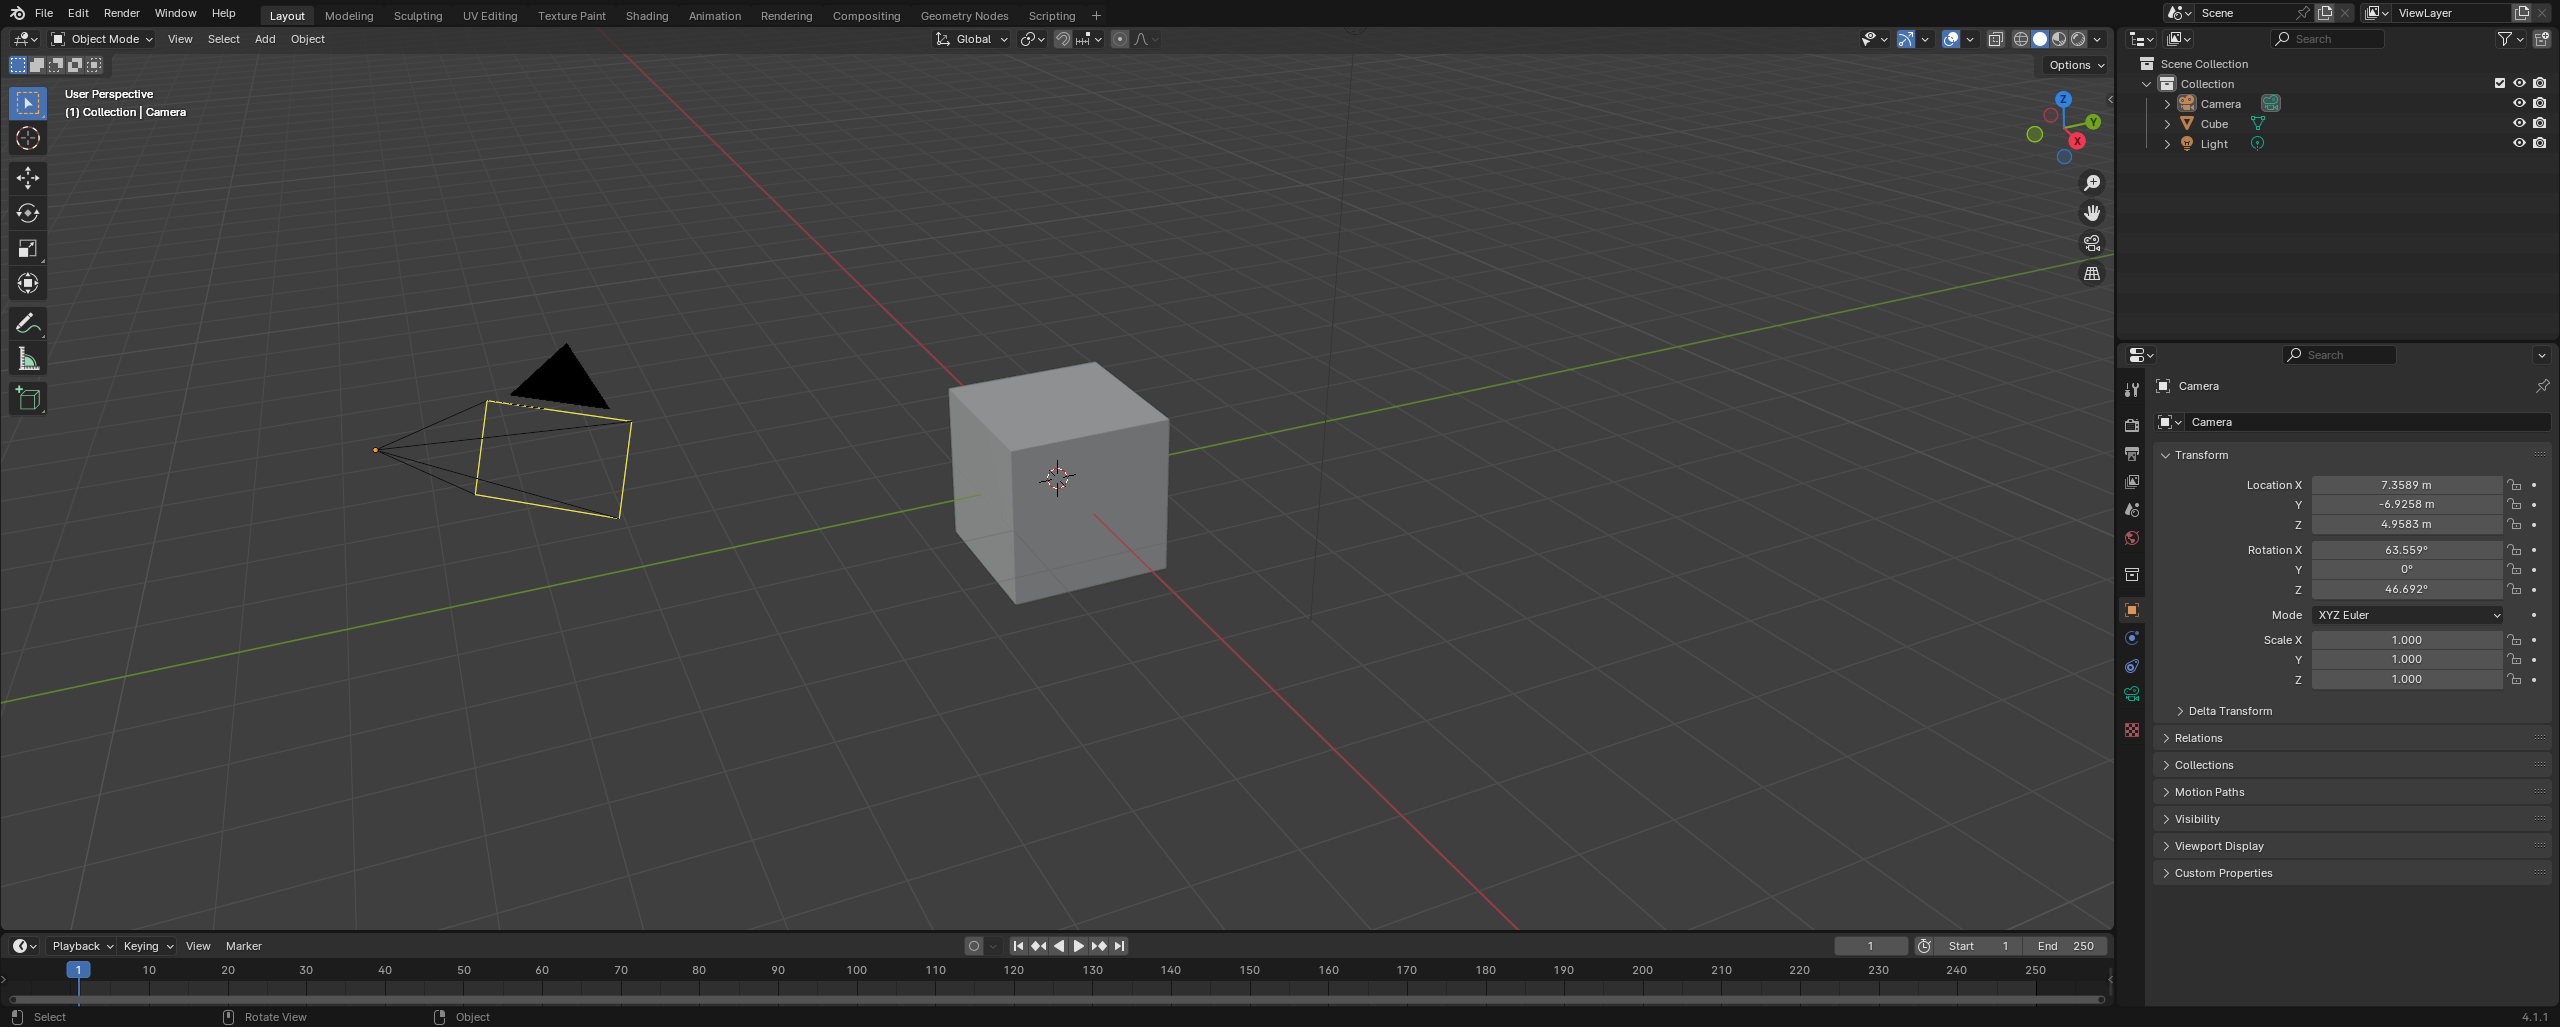 File Edit Render Window Help Layout Modeling Sculpting UV Editing Texture Paint Shading Animation Rendering Compositing Geometry Nodes Scripting + Scene ViewLayer
Object Mode View Select Add Object Global Search
Options
User Perspective
(1) Collection | Camera
Z
Y
X
Scene Collection
Collection
Camera
Cube
Light
Search
Camera
Camera
Transform
Location X 7.3589 m
Y -6.9258 m
Z 4.9583 m
Rotation X 63.559°
Y 0°
Z 46.692°
Mode XYZ Euler
Scale X 1.000
Y 1.000
Z 1.000
Delta Transform
Relations
Collections
Motion Paths
Visibility
Viewport Display
Custom Properties
Playback Keying View Marker 1 Start 1 End 250
1 10 20 30 40 50 60 70 80 90 100 110 120 130 140 150 160 170 180 190 200 210 220 230 240 250
Select Rotate View Object 4.1.1